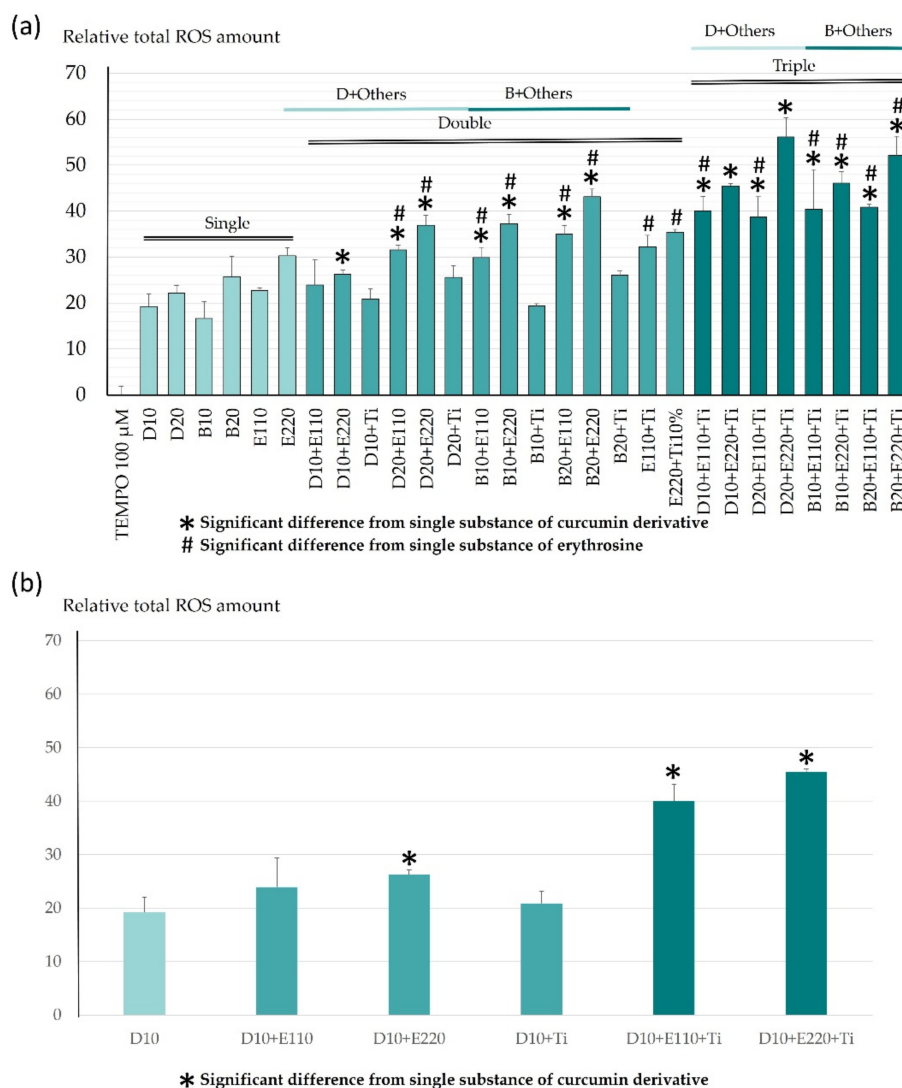 (a)
Relative total ROS amount
D+Others B+Others
Triple
D+Others B+Others
Double
Single
70
60
50
40
30
20
10
0
* * * * * * * * * * * * * * *
# # # # # # # # # # # # # #
TEMPO 100 µM
D10
D20
B10
B20
E110
E220
D10+E110
D10+E220
D10+Ti
D20+E110
D20+E220
D20+Ti
B10+E110
B10+E220
B10+Ti
B20+E110
B20+E220
B20+Ti
E110+Ti
E220+Ti10%
D10+E110+Ti
D10+E220+Ti
D20+E110+Ti
D20+E220+Ti
B10+E110+Ti
B10+E220+Ti
B20+E110+Ti
B20+E220+Ti
* Significant difference from single substance of curcumin derivative
# Significant difference from single substance of erythrosine
(b)
Relative total ROS amount
70
60
50
40
30
20
10
0
* * *
D10 D10+E110 D10+E220 D10+Ti D10+E110+Ti D10+E220+Ti
* Significant difference from single substance of curcumin derivative